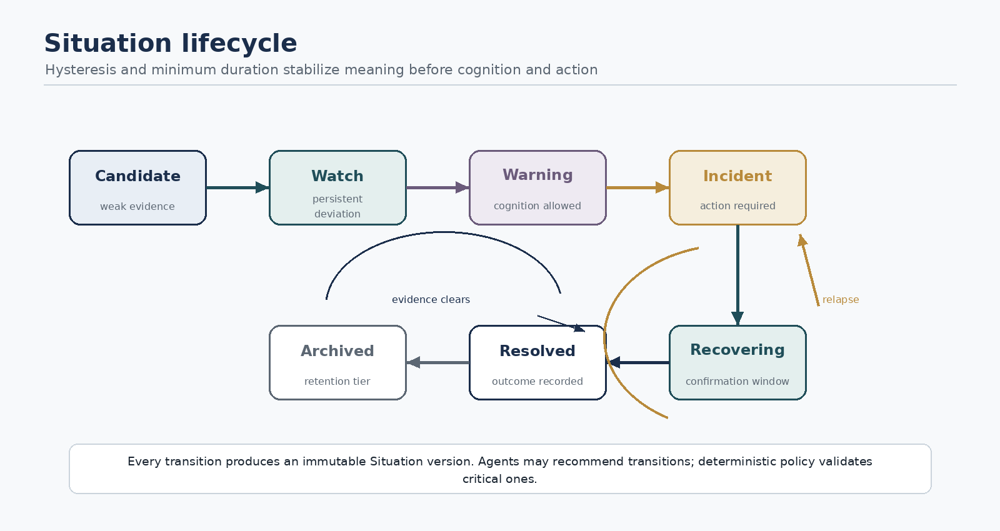 Situation lifecycle
Hysteresis and minimum duration stabilize meaning before cognition and action
Candidate
weak evidence
Watch
persistent
deviation
Warning
cognition allowed
Incident
action required
evidence clears
relapse
Archived
retention tier
Resolved
outcome recorded
Recovering
confirmation window
Every transition produces an immutable Situation version. Agents may recommend transitions; deterministic policy validates
critical ones.